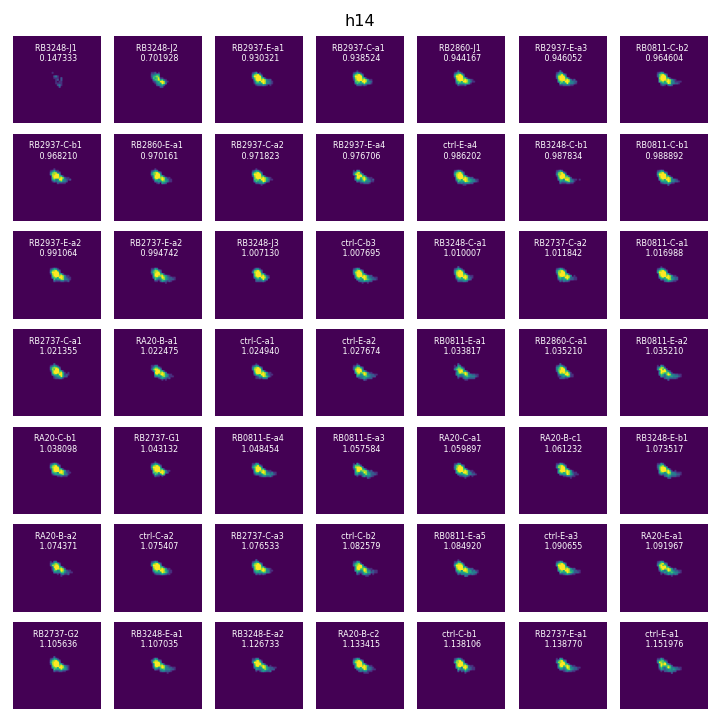 h14
RB3248-J1
0.147333
RB3248-J2
0.701928
RB2937-E-a1
0.930321
RB2937-C-a1
0.938524
RB2860-J1
0.944167
RB2937-E-a3
0.946052
RB0811-C-b2
0.964604
RB2937-C-b1
0.968210
RB2860-E-a1
0.970161
RB2937-C-a2
0.971823
RB2937-E-a4
0.976706
ctrl-E-a4
0.986202
RB3248-C-b1
0.987834
RB0811-C-b1
0.988892
RB2937-E-a2
0.991064
RB2737-E-a2
0.994742
RB3248-J3
1.007130
ctrl-C-b3
1.007695
RB3248-C-a1
1.010007
RB2737-C-a2
1.011842
RB0811-C-a1
1.016988
RB2737-C-a1
1.021355
RA20-B-a1
1.022475
ctrl-C-a1
1.024940
ctrl-E-a2
1.027674
RB0811-E-a1
1.033817
RB2860-C-a1
1.035210
RB0811-E-a2
1.035210
RA20-C-b1
1.038098
RB2737-G1
1.043132
RB0811-E-a4
1.048454
RB0811-E-a3
1.057584
RA20-C-a1
1.059897
RA20-B-c1
1.061232
RB3248-E-b1
1.073517
RA20-B-a2
1.074371
ctrl-C-a2
1.075407
RB2737-C-a3
1.076533
ctrl-C-b2
1.082579
RB0811-E-a5
1.084920
ctrl-E-a3
1.090655
RA20-E-a1
1.091967
RB2737-G2
1.105636
RB3248-E-a1
1.107035
RB3248-E-a2
1.126733
RA20-B-c2
1.133415
ctrl-C-b1
1.138106
RB2737-E-a1
1.138770
ctrl-E-a1
1.151976